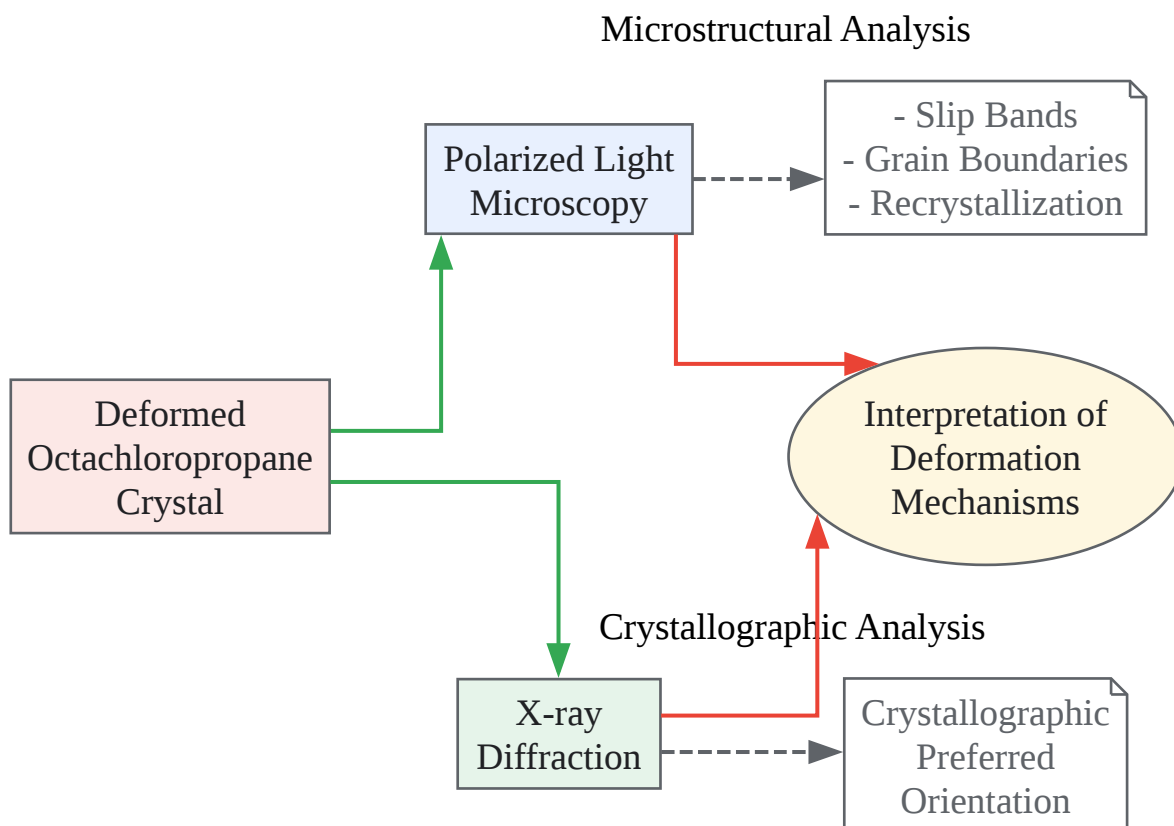 Microstructural Analysis
- Slip Bands
- Grain Boundaries
- Recrystallization
Polarized Light
Microscopy
Deformed
Octachloropropane
Crystal
Interpretation of
Deformation
Mechanisms
Crystallographic Analysis
X-ray
Diffraction
Crystallographic
Preferred
Orientation